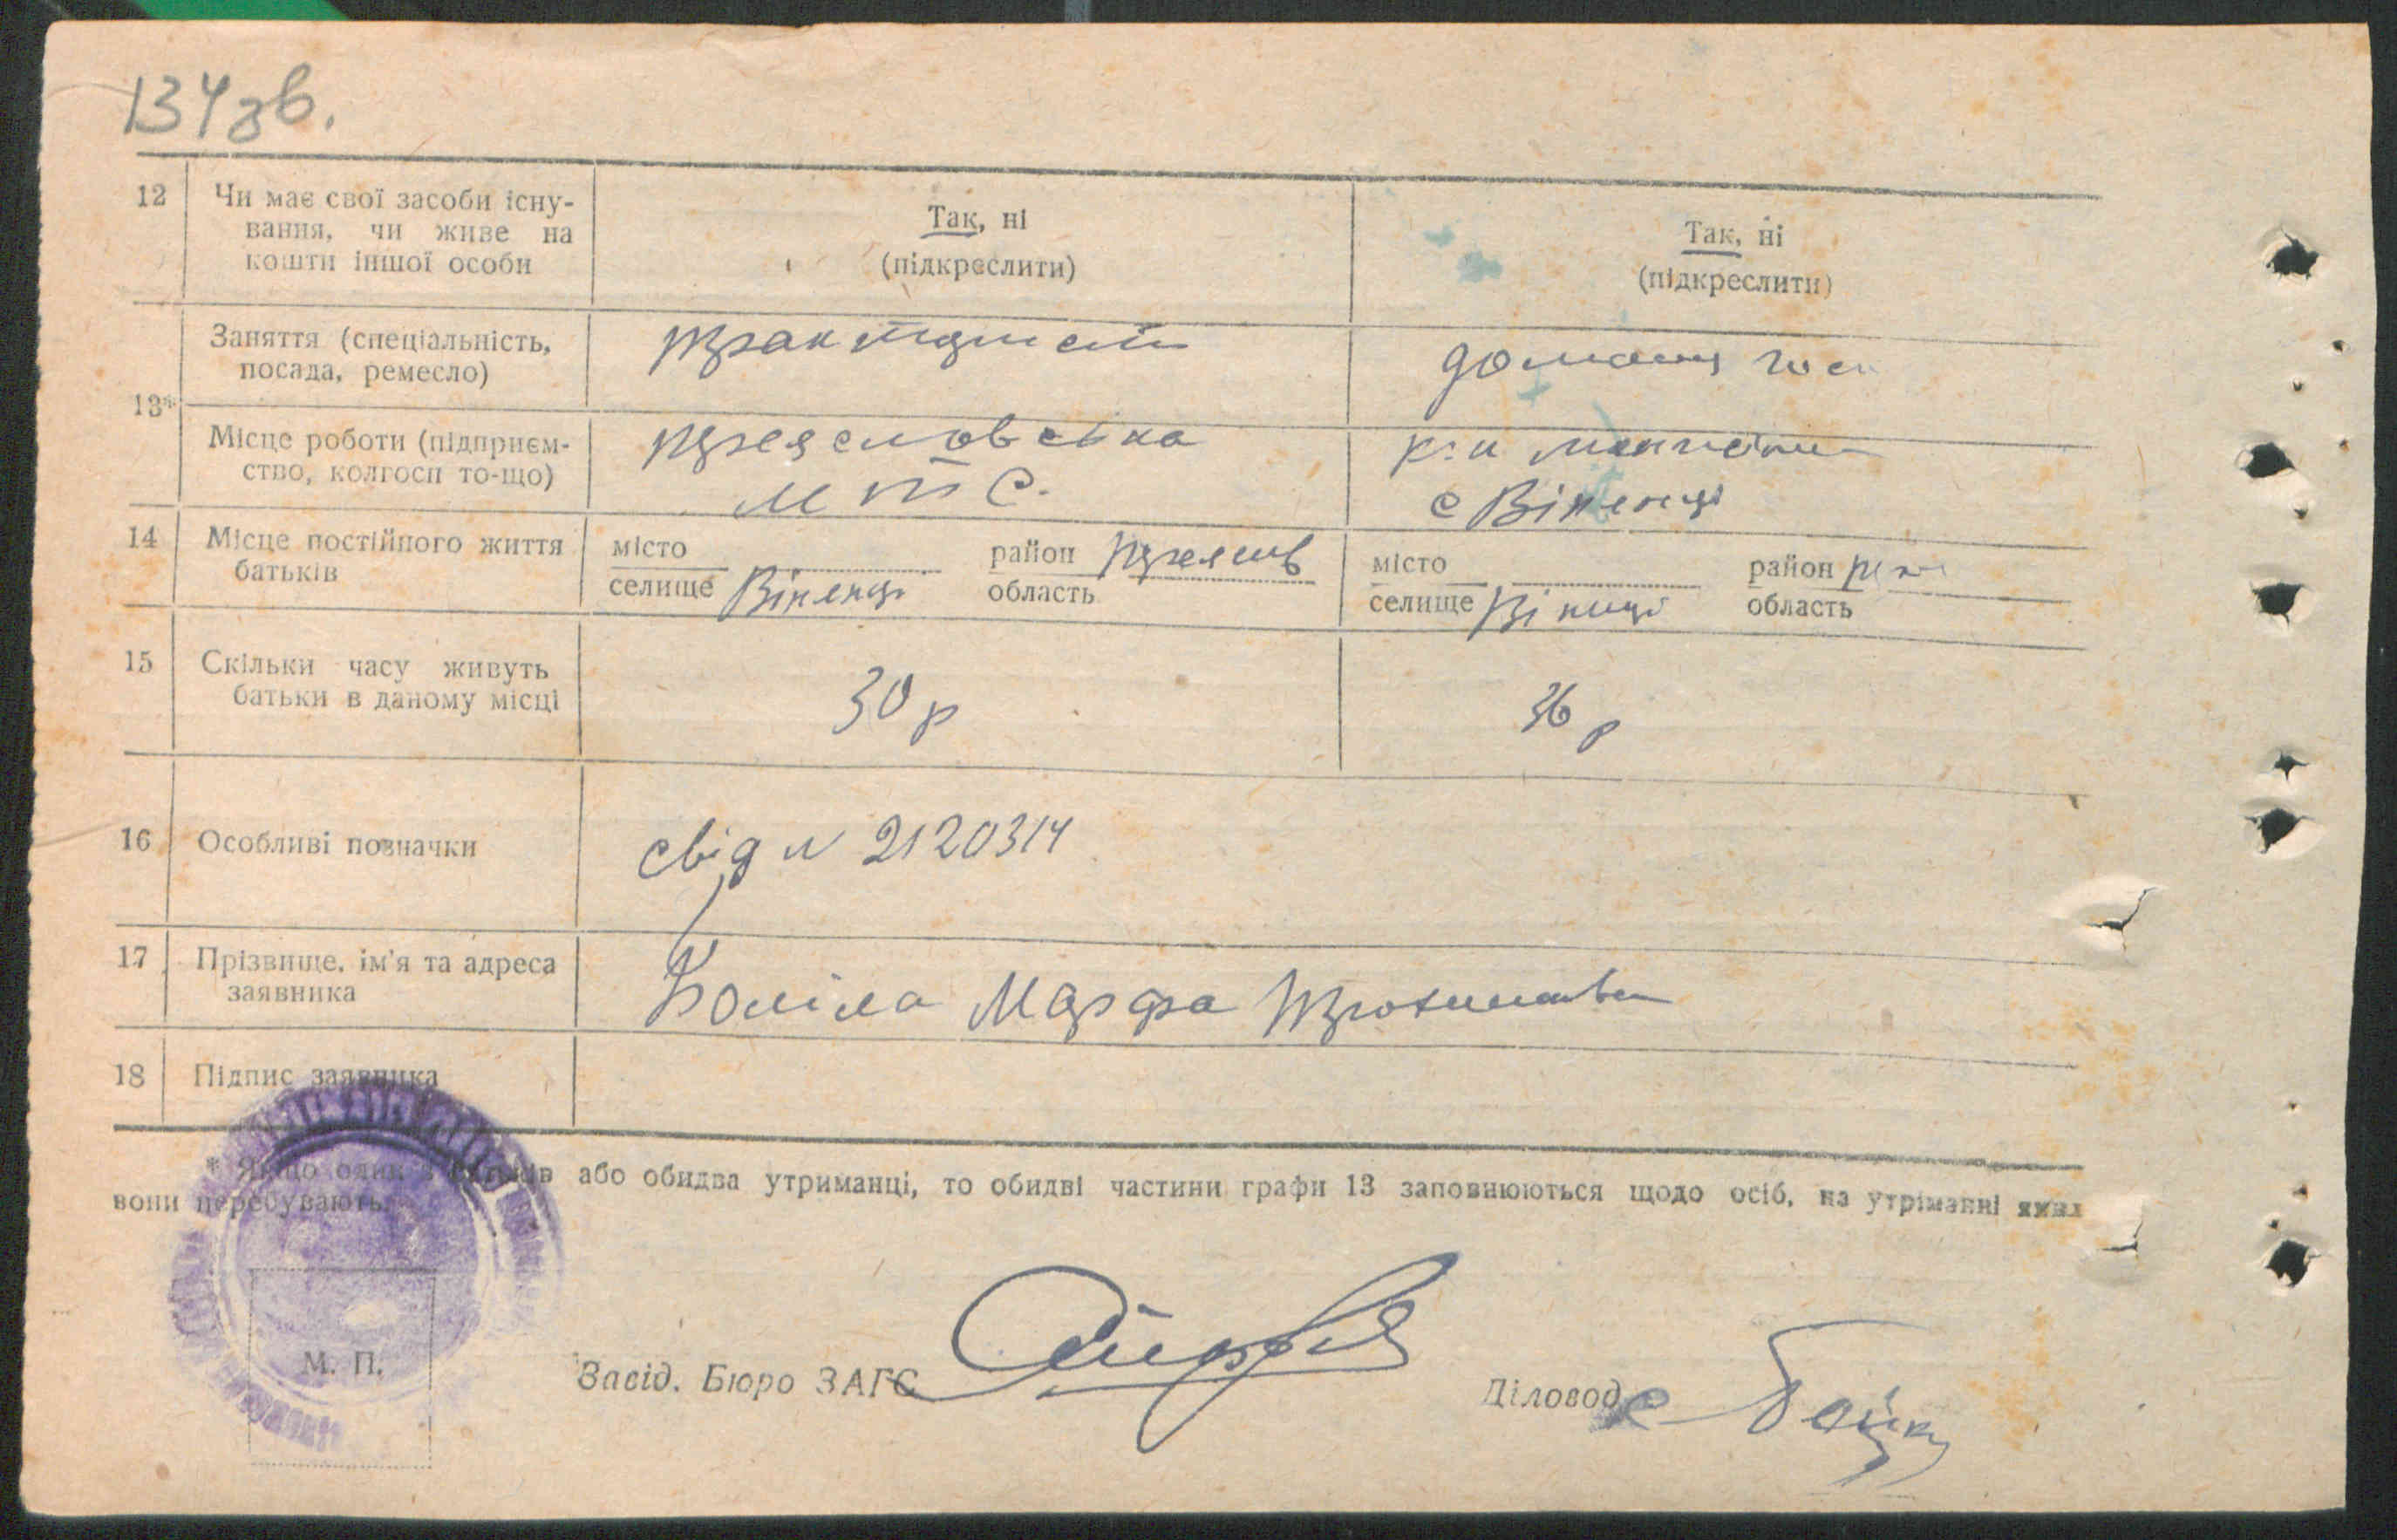 134зв.
12 Чи має свої засоби існу-
вання, чи живе на
кошти іншої особи
Так, ні
(підкреслити)
Так, ні
(підкреслити)
13*
Заняття (спеціальність,
посада, ремесло)
тракторист
домашн гос
Місце роботи (підприєм-
ство, колгосп то-що)
МТС.
с Віненці
14 Місце постійного життя
батьків
місто
селище Віненці
район
область
місто
селище Віненці
район
область
15 Скільки часу живуть
батьки в даному місці
30 р
36 р
16 Особливі позначки
свід N 2120314
17 Прізвище, ім'я та адреса
заявника
Марфа
18 Підпис заявника
* Якщо один з батьків або обидва утриманці, то обидві частини графи 13 заповнюються щодо осіб, на утріманні яких
вони перебувають.
М. П.
Завід. Бюро ЗАГС
Діловод